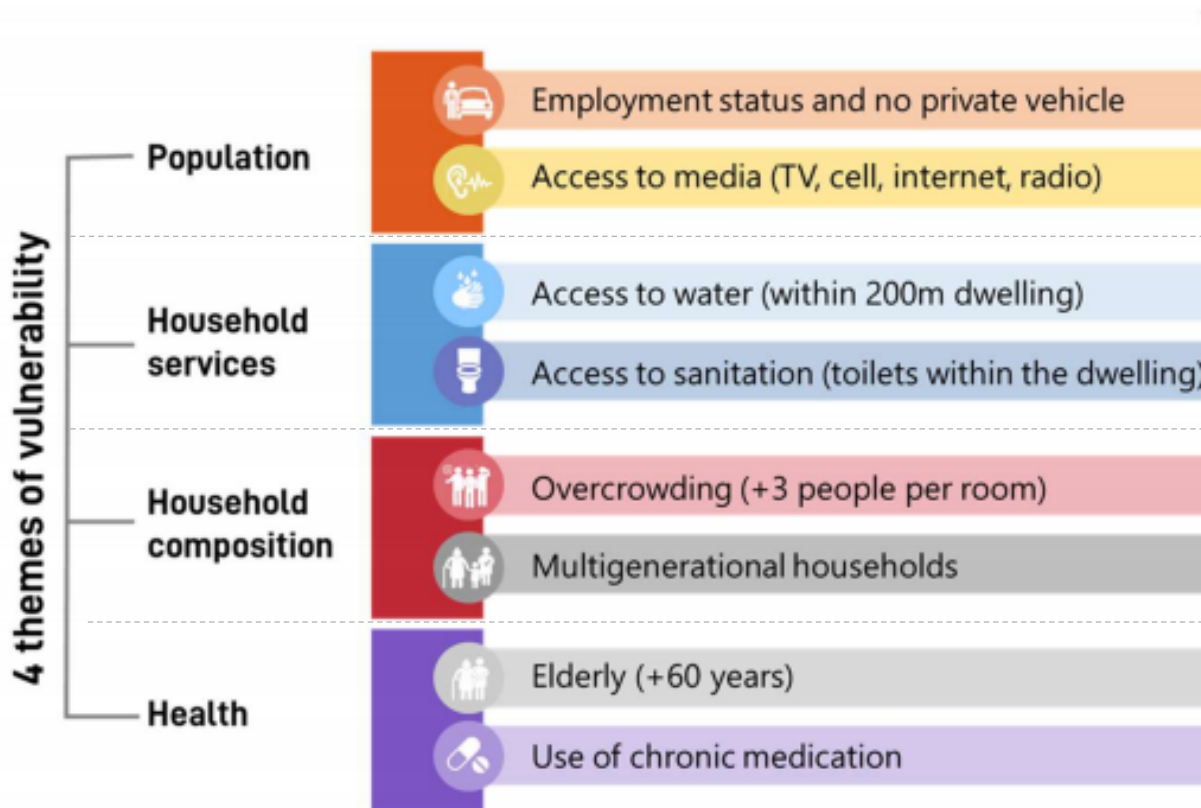 4 themes of vulnerability
Population
Employment status and no private vehicle
Access to media (TV, cell, internet, radio)
Household
services
Access to water (within 200m dwelling)
Access to sanitation (toilets within the dwelling)
Household
composition
Overcrowding (+3 people per room)
Multigenerational households
Health
Elderly (+60 years)
Use of chronic medication